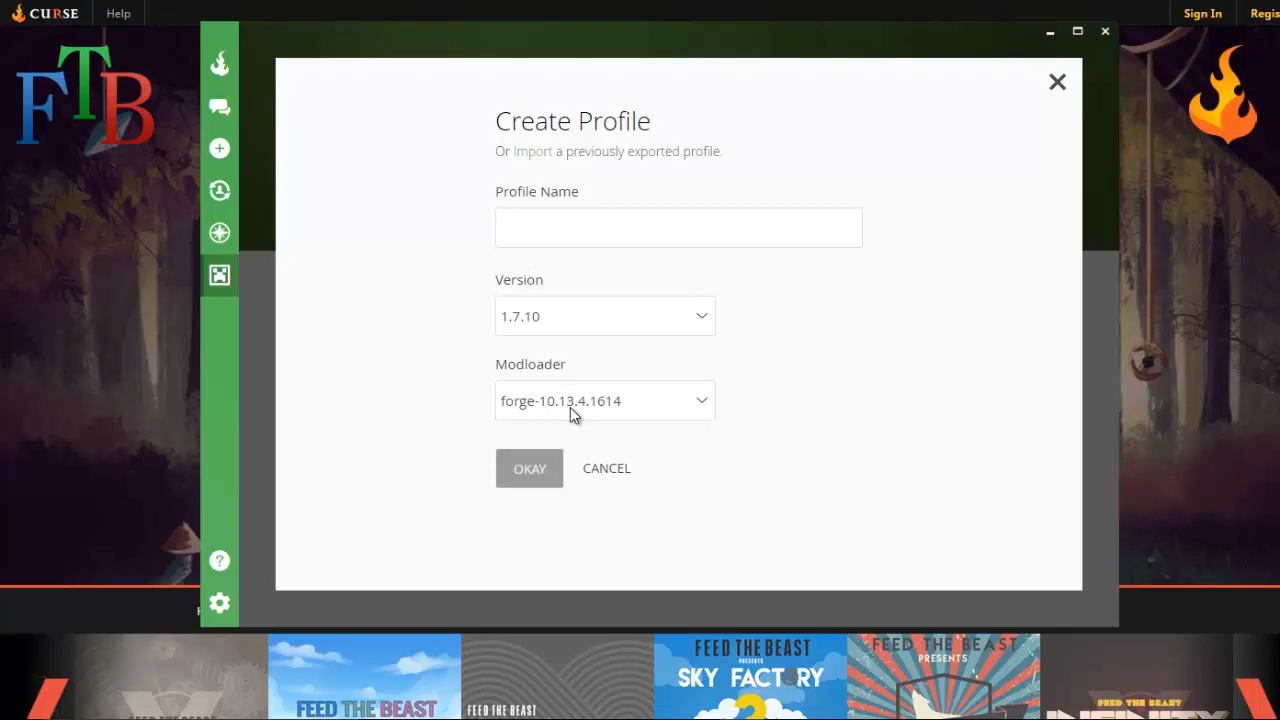 CURSE
Help
Sign In
Regis
FTB
Create Profile
Or Import a previously exported profile.
Profile Name
Version
1.7.10
Modloader
forge-10.13.4.1614
OKAY
CANCEL
FEED THE BEAST
FEED THE BEAST
FEED THE BEAST
PRESENTS
SKY FACTORY
2
FEED THE BEAST
PRESENTS
FEED THE BEAST
INFINITY